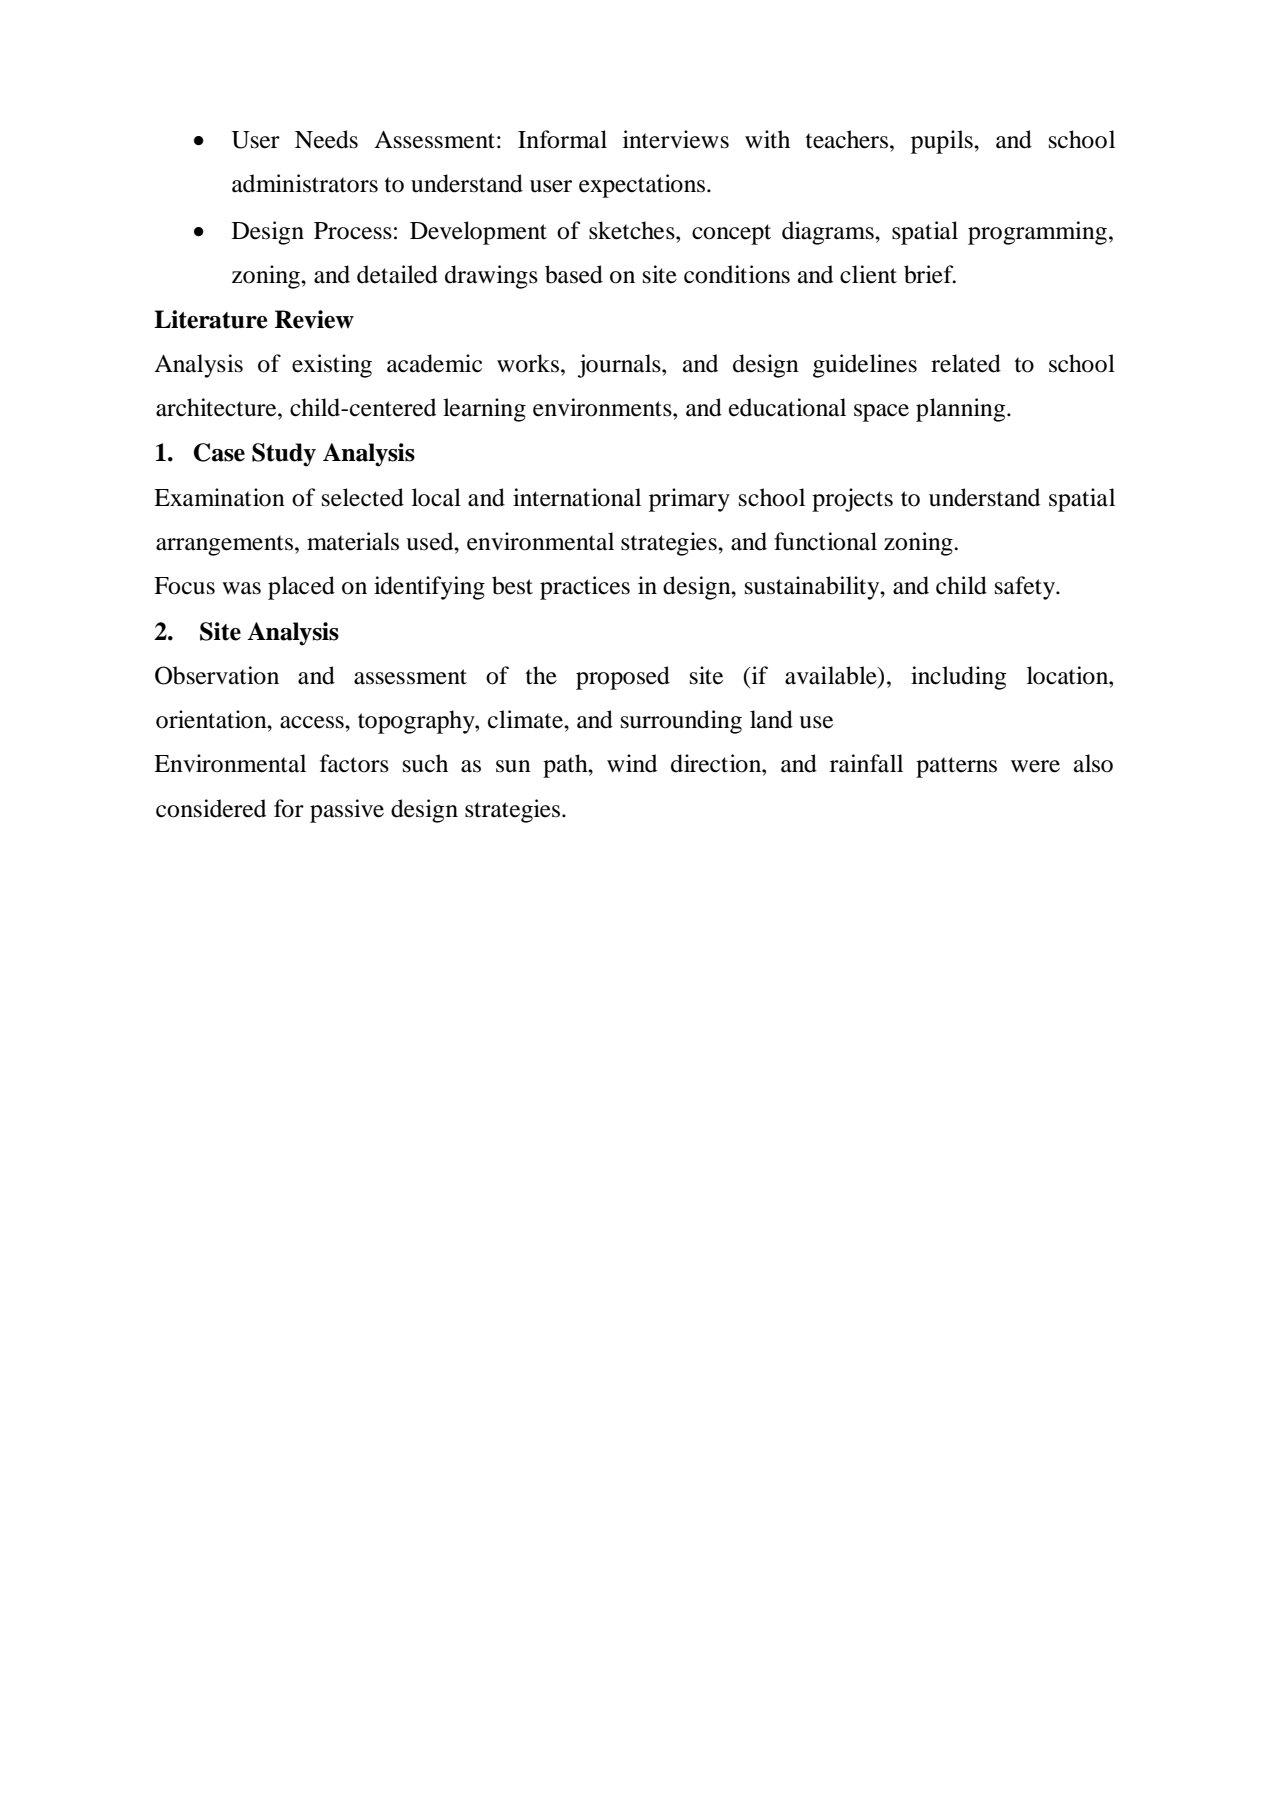 • User Needs Assessment: Informal interviews with teachers, pupils, and school
administrators to understand user expectations.
• Design Process: Development of sketches, concept diagrams, spatial programming,
zoning, and detailed drawings based on site conditions and client brief.
Literature Review
Analysis of existing academic works, journals, and design guidelines related to school
architecture, child-centered learning environments, and educational space planning.
1. Case Study Analysis
Examination of selected local and international primary school projects to understand spatial
arrangements, materials used, environmental strategies, and functional zoning.
Focus was placed on identifying best practices in design, sustainability, and child safety.
2. Site Analysis
Observation and assessment of the proposed site (if available), including location,
orientation, access, topography, climate, and surrounding land use
Environmental factors such as sun path, wind direction, and rainfall patterns were also
considered for passive design strategies.